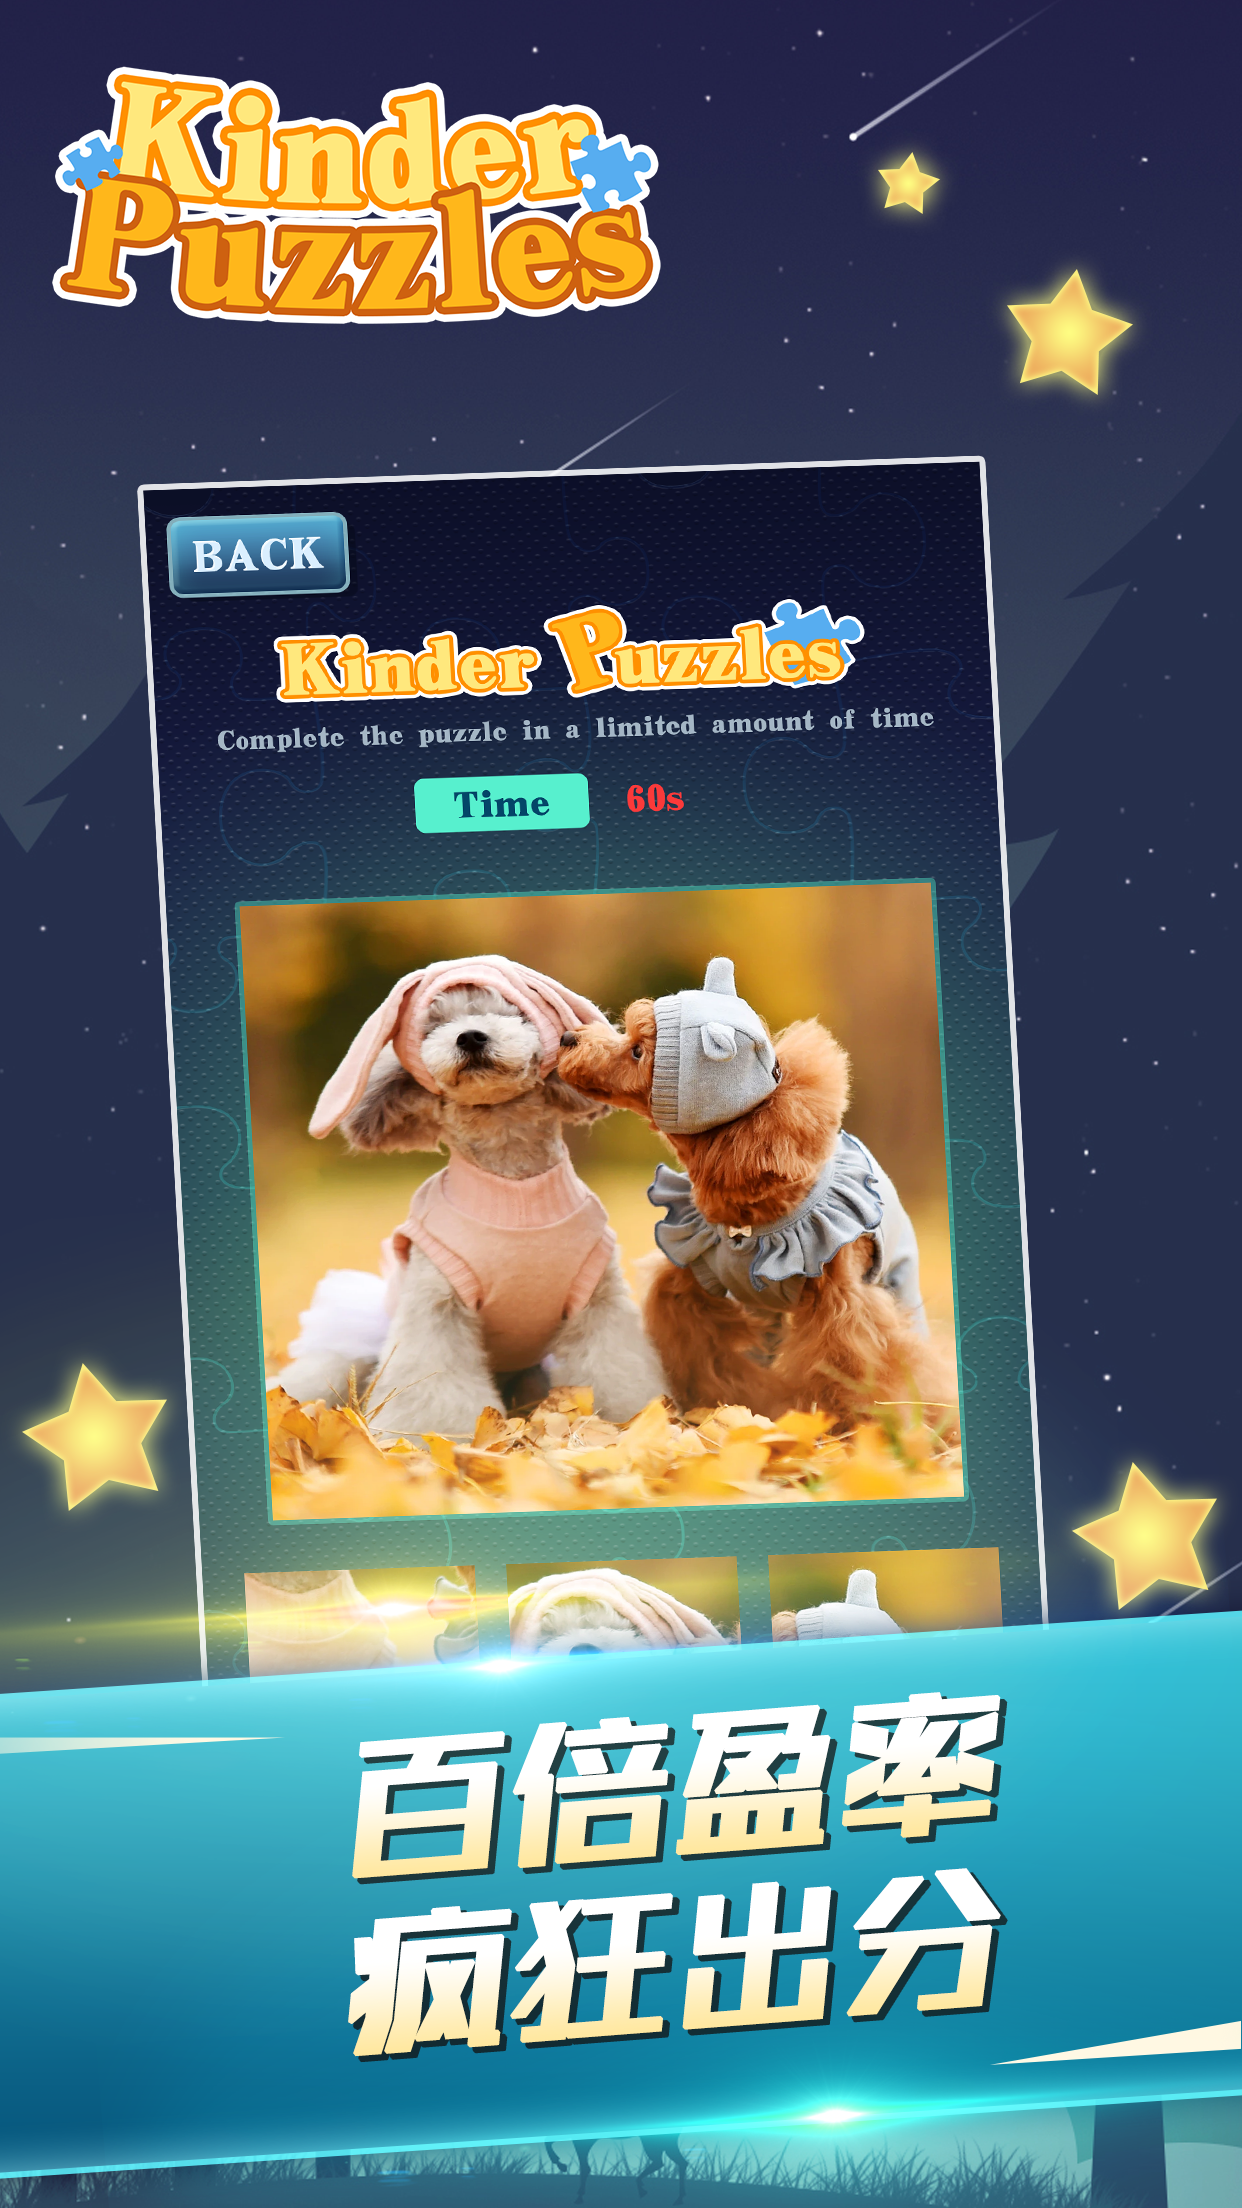 Kinder
Puzzles
BACK
Kinder Puzzles
Complete the puzzle in a limited amount of time
Time 60s
百倍盈率
疯狂出分